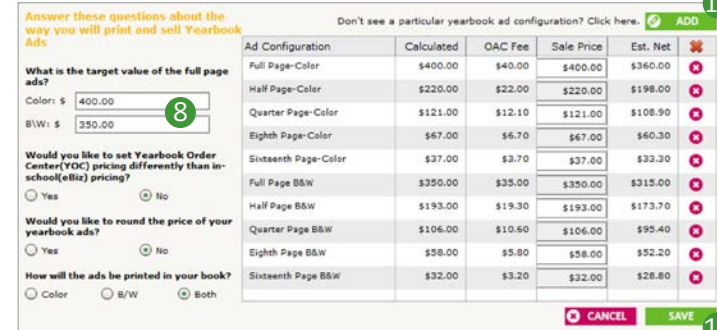 Answer these questions about the
way you will print and sell Yearbook
Ads
What is the target value of the full page
ads?
Color: $ 400.00
8
B\W: $ 350.00
Would you like to set Yearbook Order
Center(YOC) pricing differently than in-
school(eBiz) pricing?
Yes No
Would you like to round the price of your
yearbook ads?
Yes No
How will the ads be printed in your book?
Color B/W Both
Don't see a particular yearbook ad configuration? Click here. ADD
Ad Configuration Calculated OAC Fee Sale Price Est. Net
Full Page-Color $400.00 $40.00 $400.00 $360.00
Half Page-Color $220.00 $22.00 $220.00 $198.00
Quarter Page-Color $121.00 $12.10 $121.00 $108.90
Eighth Page-Color $67.00 $6.70 $67.00 $60.30
Sixteenth Page-Color $37.00 $3.70 $37.00 $33.30
Full Page B&W $350.00 $35.00 $350.00 $315.00
Half Page B&W $193.00 $19.30 $193.00 $173.70
Quarter Page B&W $106.00 $10.60 $106.00 $95.40
Eighth Page B&W $58.00 $5.80 $58.00 $52.20
Sixteenth Page B&W $32.00 $3.20 $32.00 $28.80
CANCEL SAVE